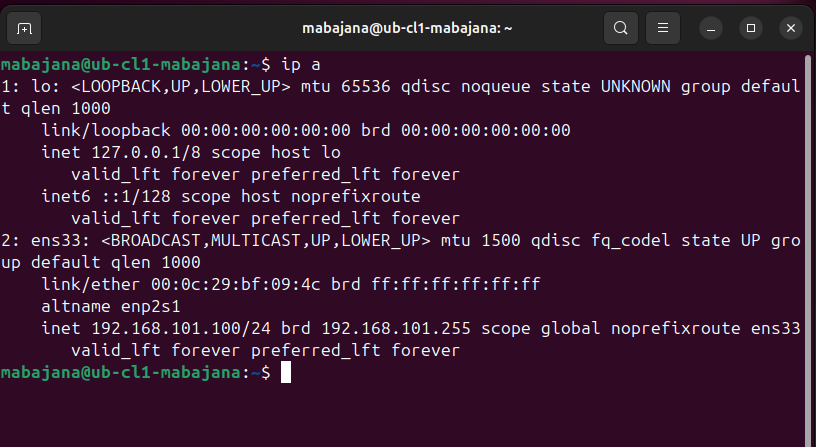 mabajana@ub-cl1-mabajana: ~
mabajana@ub-cl1-mabajana:~$ ip a
1: lo: <LOOPBACK,UP,LOWER_UP> mtu 65536 qdisc noqueue state UNKNOWN group defaul
t qlen 1000
    link/loopback 00:00:00:00:00:00 brd 00:00:00:00:00:00
    inet 127.0.0.1/8 scope host lo
       valid_lft forever preferred_lft forever
    inet6 ::1/128 scope host noprefixroute
       valid_lft forever preferred_lft forever
2: ens33: <BROADCAST,MULTICAST,UP,LOWER_UP> mtu 1500 qdisc fq_codel state UP gro
up default qlen 1000
    link/ether 00:0c:29:bf:09:4c brd ff:ff:ff:ff:ff:ff
    altname enp2s1
    inet 192.168.101.100/24 brd 192.168.101.255 scope global noprefixroute ens33
       valid_lft forever preferred_lft forever
mabajana@ub-cl1-mabajana:~$